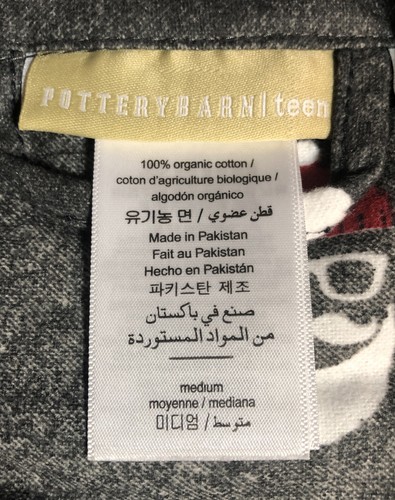 POTTERYBARN|teen
100% organic cotton /
coton d'agriculture biologique /
algodón orgánico
유기농 면 / قطن عضوي
Made in Pakistan
Fait au Pakistan
Hecho en Pakistán
파키스탄 제조
صنع في باكستان
من المواد المستوردة
medium
moyenne / mediana
미디엄 / متوسط